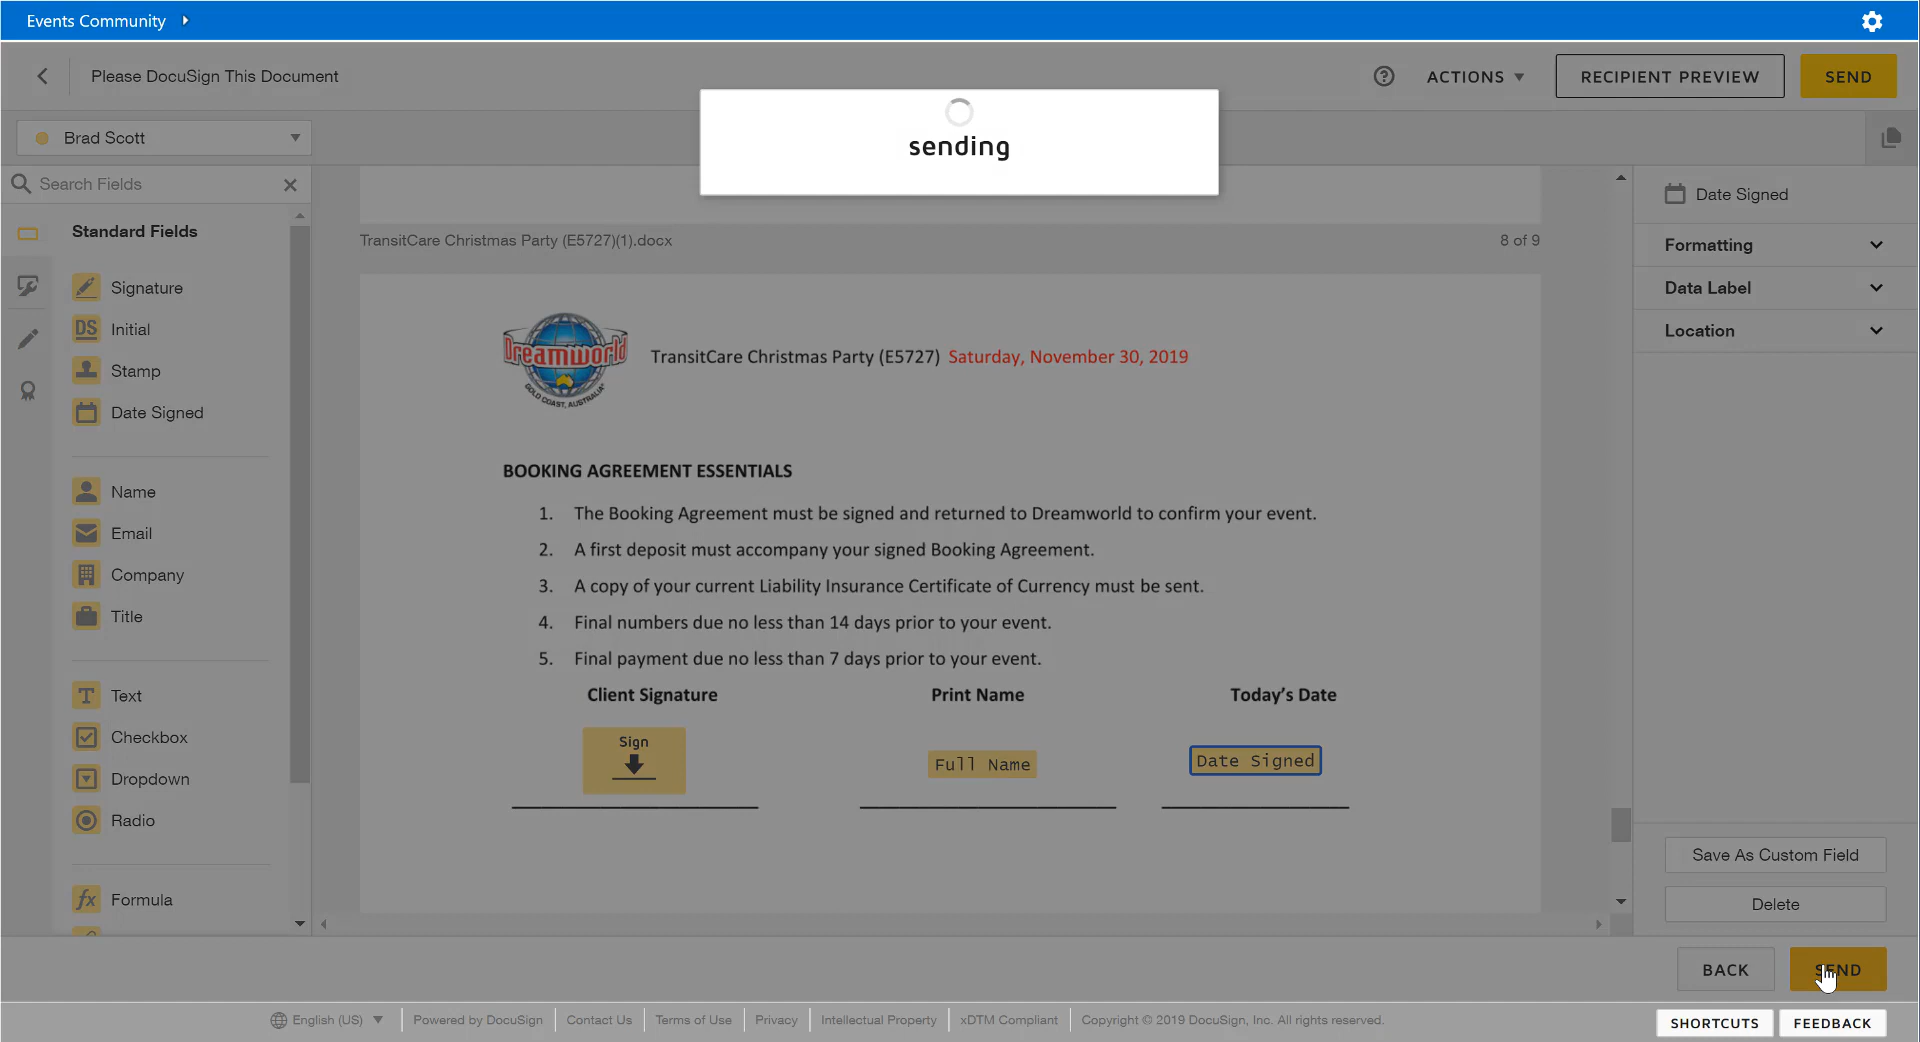 Events Community
Please DocuSign This Document
ACTIONS
RECIPIENT PREVIEW
SEND
sending
Brad Scott
Search Fields
Standard Fields
Signature
DS Initial
Stamp
Date Signed
Name
Email
Company
Title
T Text
Checkbox
Dropdown
Radio
fx Formula
TransitCare Christmas Party (E5727)(1).docx
8 of 9
Dreamworld
GOLD COAST, AUSTRALIA
TransitCare Christmas Party (E5727) Saturday, November 30, 2019
BOOKING AGREEMENT ESSENTIALS
1. The Booking Agreement must be signed and returned to Dreamworld to confirm your event.
2. A first deposit must accompany your signed Booking Agreement.
3. A copy of your current Liability Insurance Certificate of Currency must be sent.
4. Final numbers due no less than 14 days prior to your event.
5. Final payment due no less than 7 days prior to your event.
Client Signature
Print Name
Today's Date
Sign
Full Name
Date Signed
Date Signed
Formatting
Data Label
Location
Save As Custom Field
Delete
BACK
SEND
English (US)
Powered by DocuSign
Contact Us
Terms of Use
Privacy
Intellectual Property
xDTM Compliant
Copyright © 2019 DocuSign, Inc. All rights reserved.
SHORTCUTS
FEEDBACK